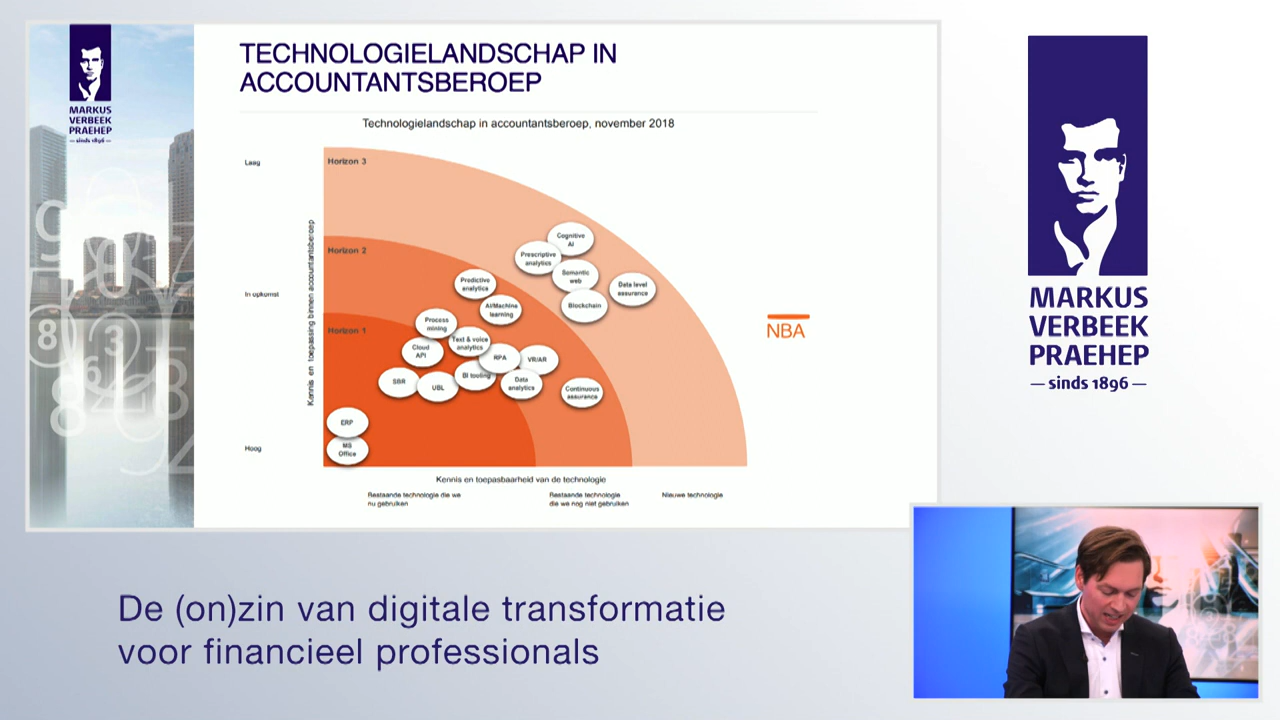 MARKUS
VERBEEK
PRAEHEP
— sinds 1896 —
TECHNOLOGIELANDSCHAP IN
ACCOUNTANTSBEROEP
Technologielandschap in accountantsberoep, november 2018
Laag
In opkomst
Hoog
Kennis en toepassing binnen accountantsberoep
Horizon 3
Horizon 2
Horizon 1
Cognitive
AI
Prescriptive
analytics
Semantic
web
Data level
assurance
Blockchain
Predictive
analytics
AI/Machine
learning
Process
mining
Text & voice
analytics
Cloud
API
RPA
VR/AR
SBR
UBL
BI tooling
Data
analytics
Continuous
assurance
ERP
MS
Office
Kennis en toepasbaarheid van de technologie
Bestaande technologie die we
nu gebruiken
Bestaande technologie
die we nog niet gebruiken
Nieuwe technologie
NBA
MARKUS
VERBEEK
PRAEHEP
— sinds 1896 —
De (on)zin van digitale transformatie
voor financieel professionals